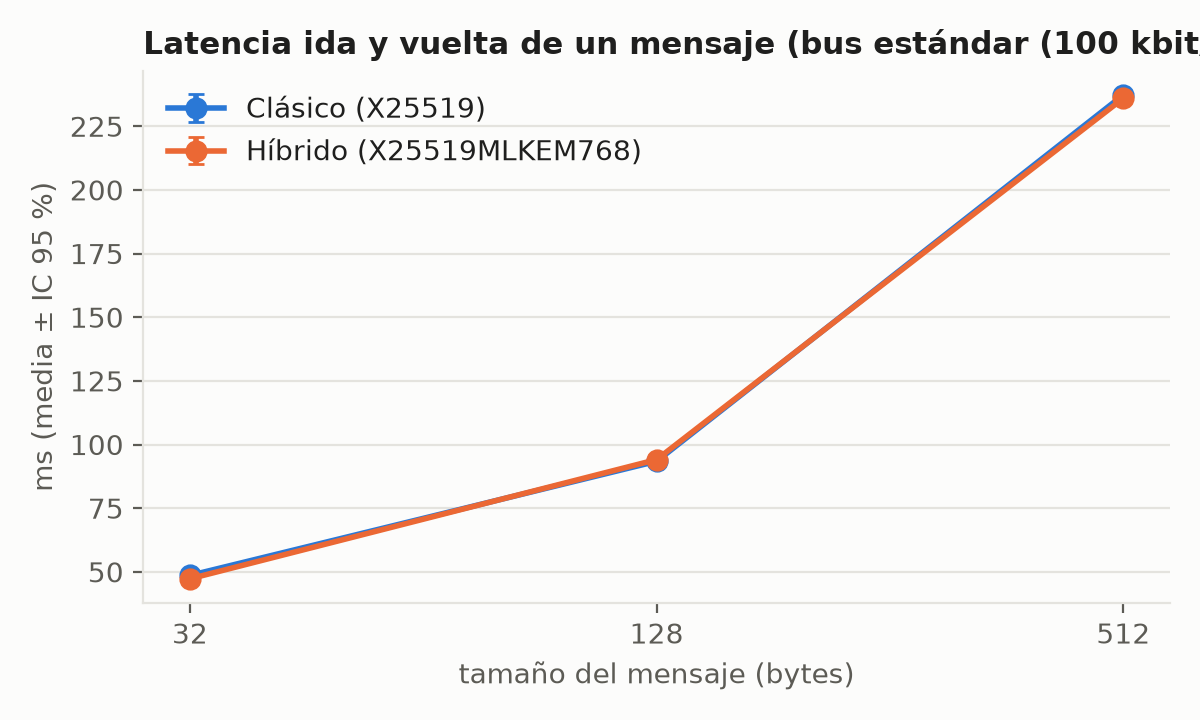 Latencia ida y vuelta de un mensaje (bus estándar (100 kbit/
Clásico (X25519)
Híbrido (X25519MLKEM768)
ms (media ± IC 95 %)
225
200
175
150
125
100
75
50
32
128
512
tamaño del mensaje (bytes)